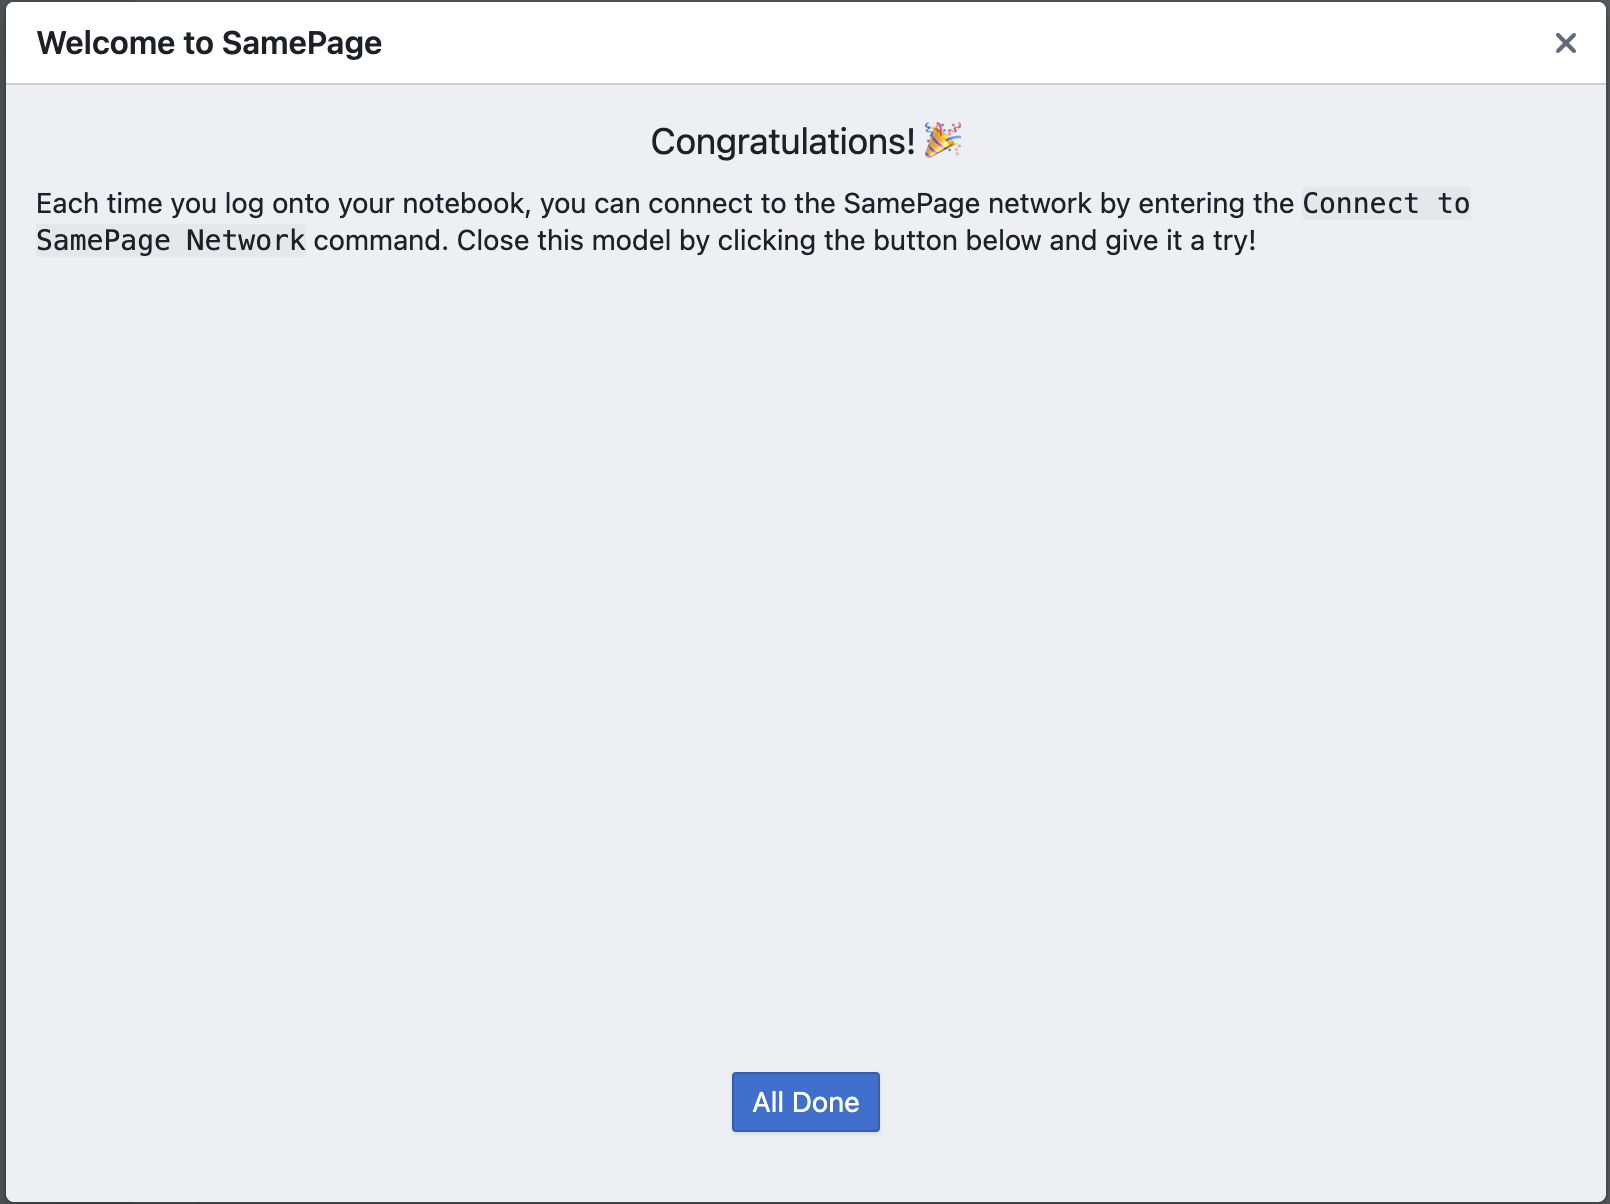 Welcome to SamePage
Congratulations! 🎉
Each time you log onto your notebook, you can connect to the SamePage network by entering the Connect to
SamePage Network command. Close this model by clicking the button below and give it a try!
All Done